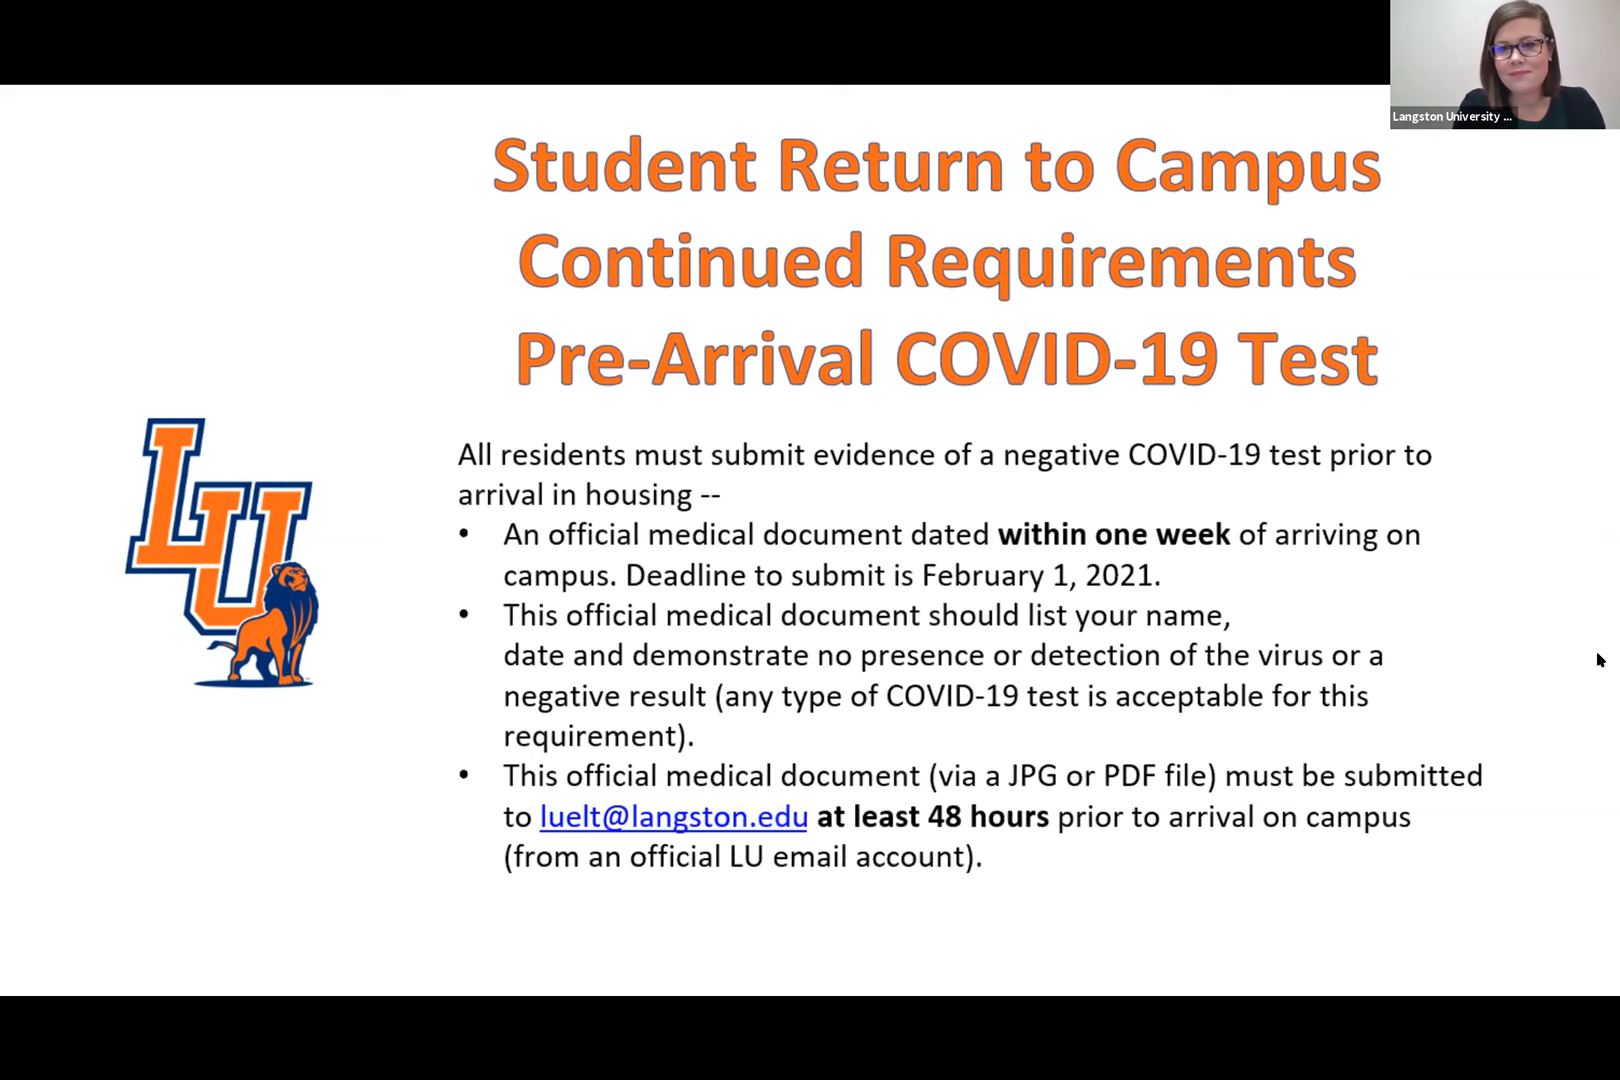 Langston University ...
Student Return to Campus
Continued Requirements
Pre-Arrival COVID-19 Test
LU
All residents must submit evidence of a negative COVID-19 test prior to
arrival in housing --
• An official medical document dated within one week of arriving on
campus. Deadline to submit is February 1, 2021.
• This official medical document should list your name,
date and demonstrate no presence or detection of the virus or a
negative result (any type of COVID-19 test is acceptable for this
requirement).
• This official medical document (via a JPG or PDF file) must be submitted
to luelt@langston.edu at least 48 hours prior to arrival on campus
(from an official LU email account).